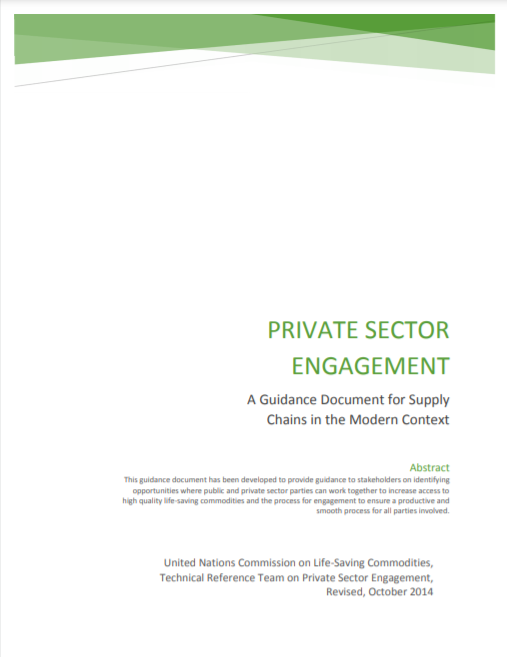 PRIVATE SECTOR
ENGAGEMENT
A Guidance Document for Supply
Chains in the Modern Context
Abstract
This guidance document has been developed to provide guidance to stakeholders on identifying
opportunities where public and private sector parties can work together to increase access to
high quality life-saving commodities and the process for engagement to ensure a productive and
smooth process for all parties involved.
United Nations Commission on Life-Saving Commodities,
Technical Reference Team on Private Sector Engagement,
Revised, October 2014